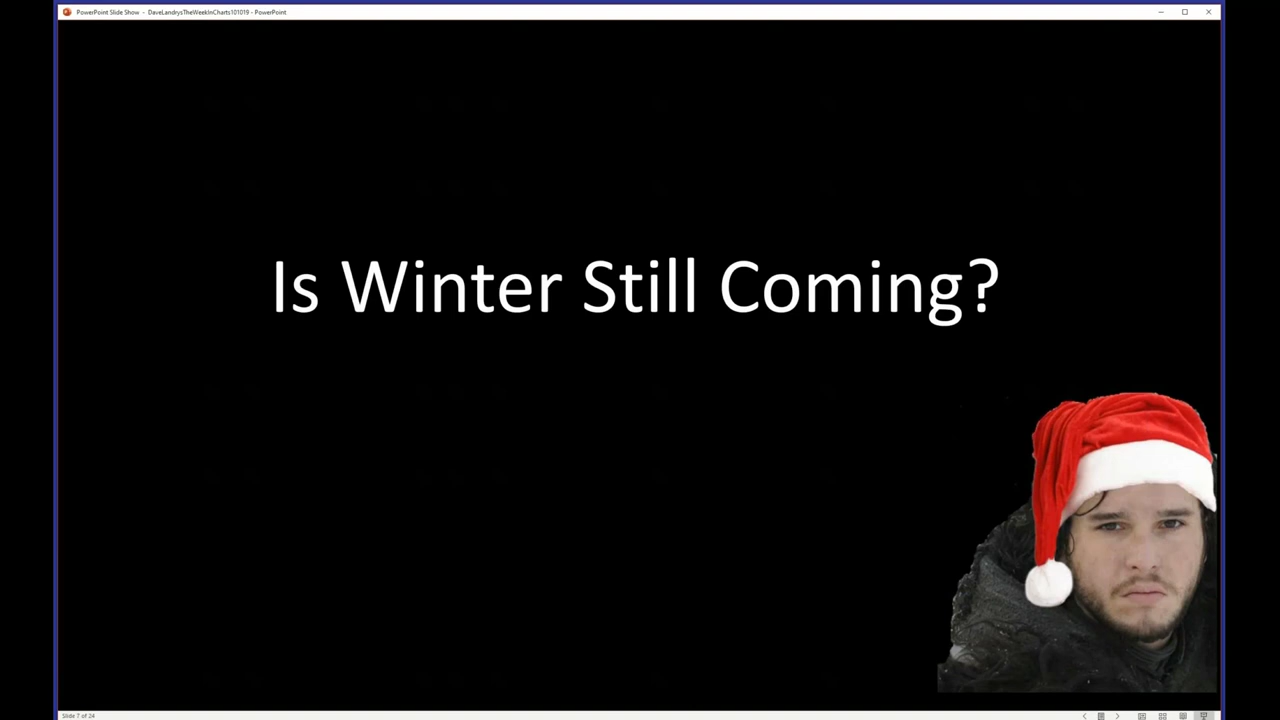 PowerPoint Slide Show - DaveLandrysTheWeekInCharts101019 - PowerPoint
Is Winter Still Coming?
Slide 7 of 24